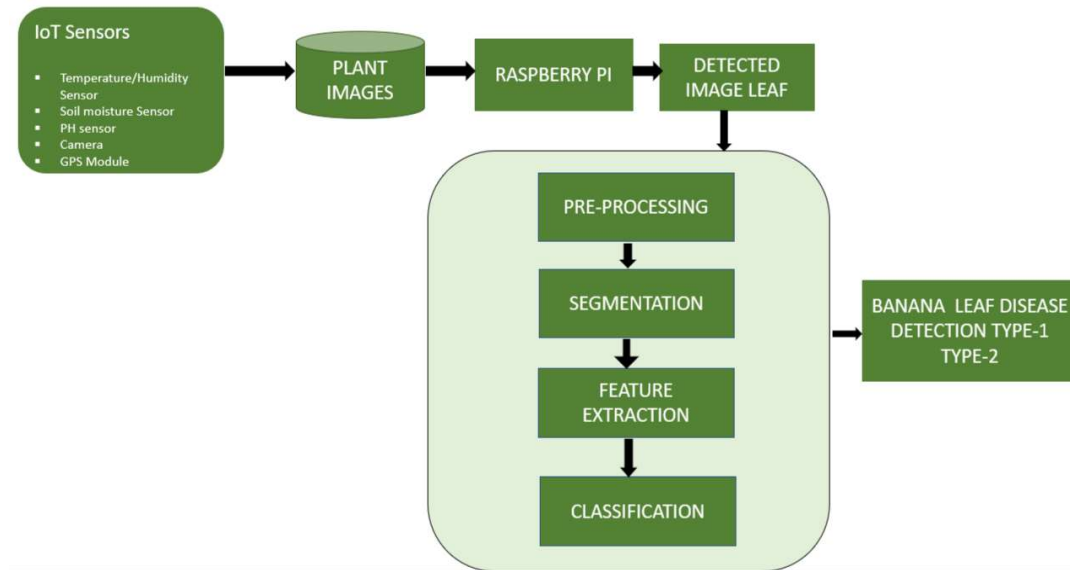 IoT Sensors
Temperature/Humidity
Sensor
Soil moisture Sensor
PH sensor
Camera
GPS Module
PLANT
IMAGES
RASPBERRY PI
DETECTED
IMAGE LEAF
PRE-PROCESSING
SEGMENTATION
FEATURE
EXTRACTION
CLASSIFICATION
BANANA LEAF DISEASE
DETECTION TYPE-1
TYPE-2